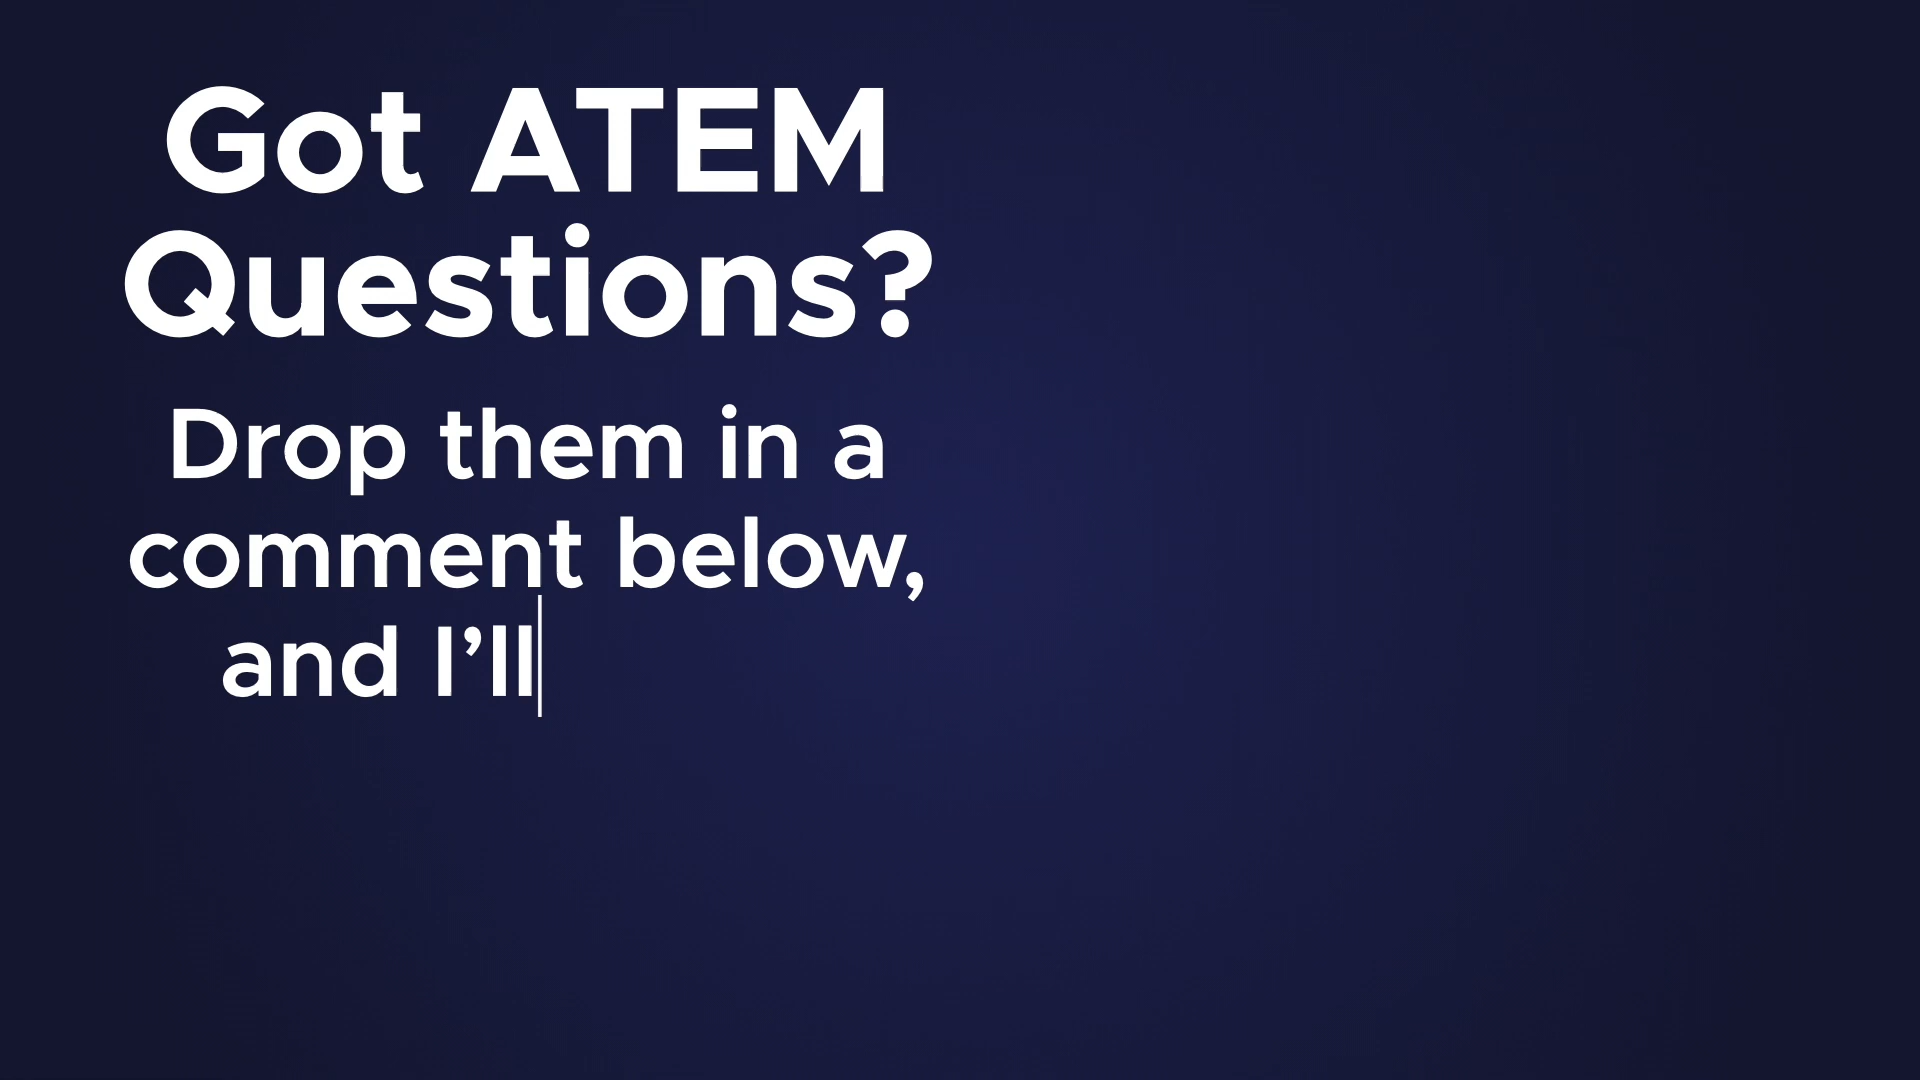 Got ATEM
Questions?
Drop them in a
comment below,
and I’ll